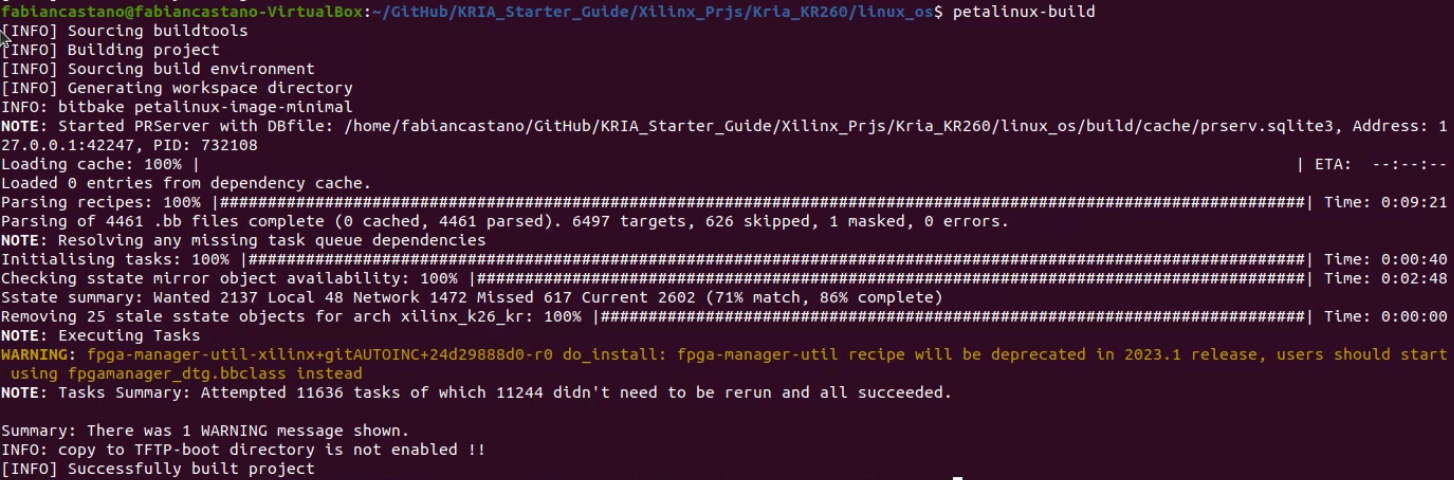 fabiancastano@fabiancastano-VirtualBox:~/GitHub/KRIA_Starter_Guide/Xilinx_Prjs/Kria_KR260/linux_os$ petalinux-build
[INFO] Sourcing buildtools
[INFO] Building project
[INFO] Sourcing build environment
[INFO] Generating workspace directory
INFO: bitbake petalinux-image-minimal
NOTE: Started PRServer with DBfile: /home/fabiancastano/GitHub/KRIA_Starter_Guide/Xilinx_Prjs/Kria_KR260/linux_os/build/cache/prserv.sqlite3, Address: 1
27.0.0.1:42247, PID: 732108
Loading cache: 100% | | ETA: --:--:--
Loaded 0 entries from dependency cache.
Parsing recipes: 100% |##################################################################################################################| Time: 0:09:21
Parsing of 4461 .bb files complete (0 cached, 4461 parsed). 6497 targets, 626 skipped, 1 masked, 0 errors.
NOTE: Resolving any missing task queue dependencies
Initialising tasks: 100% |###############################################################################################################| Time: 0:00:40
Checking sstate mirror object availability: 100% |#######################################################################################| Time: 0:02:48
Sstate summary: Wanted 2137 Local 48 Network 1472 Missed 617 Current 2602 (71% match, 86% complete)
Removing 25 stale sstate objects for arch xilinx_k26_kr: 100% |##########################################################################| Time: 0:00:00
NOTE: Executing Tasks
WARNING: fpga-manager-util-xilinx+gitAUTOINC+24d29888d0-r0 do_install: fpga-manager-util recipe will be deprecated in 2023.1 release, users should start
 using fpgamanager_dtg.bbclass instead
NOTE: Tasks Summary: Attempted 11636 tasks of which 11244 didn't need to be rerun and all succeeded.

Summary: There was 1 WARNING message shown.
INFO: copy to TFTP-boot directory is not enabled !!
[INFO] Successfully built project